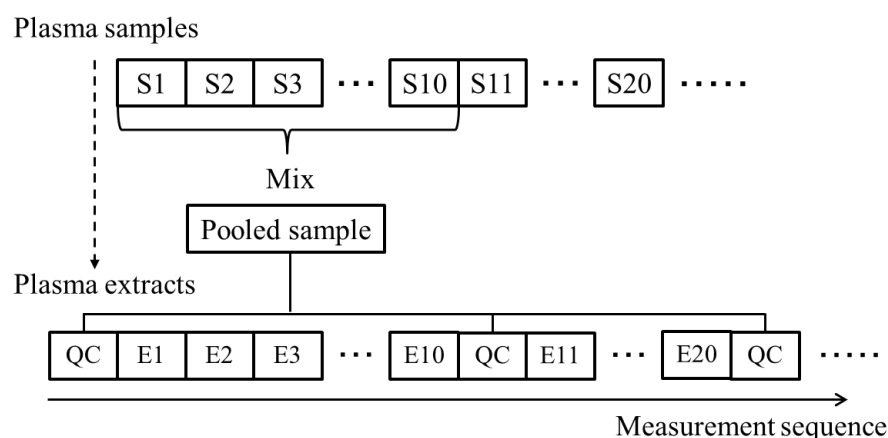 Plasma samples
S1 S2 S3 ··· S10 S11 ··· S20 ·····
Mix
Pooled sample
Plasma extracts
QC E1 E2 E3 ··· E10 QC E11 ··· E20 QC ·····
Measurement sequence